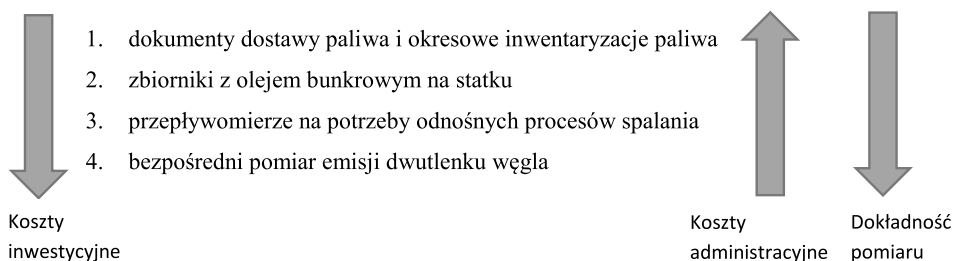 1. dokumenty dostawy paliwa i okresowe inwentaryzacje paliwa
2. zbiorniki z olejem bunkrowym na statku
3. przepływomierze na potrzeby odnośnych procesów spalania
4. bezpośredni pomiar emisji dwutlenku węgla
Koszty
inwestycyjne
Koszty
administracyjne
Dokładność
pomiaru